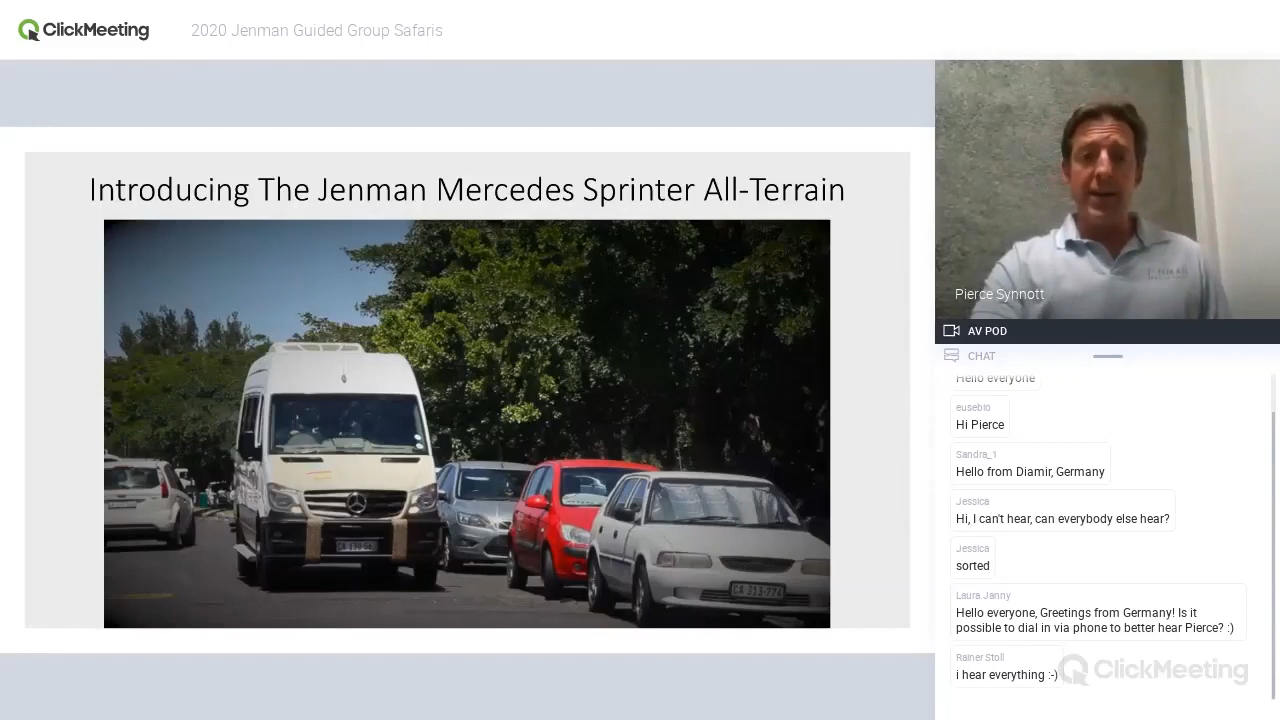 ClickMeeting
2020 Jenman Guided Group Safaris
Introducing The Jenman Mercedes Sprinter All-Terrain
Pierce Synnott
AV POD
CHAT
Hello everyone
eusebio
Hi Pierce
Sandra_1
Hello from Diamir, Germany
Jessica
Hi, I can't hear, can everybody else hear?
Jessica
sorted
Laura.Janny
Hello everyone, Greetings from Germany! Is it
possible to dial in via phone to better hear Pierce? :)
Rainer Stoll
i hear everything :-)
ClickMeeting